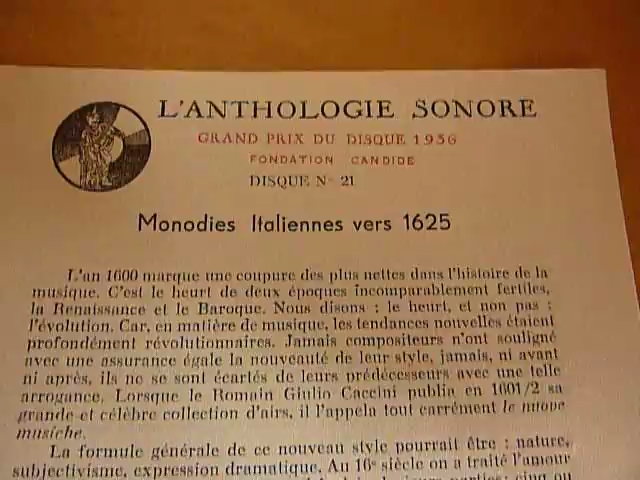 L'ANTHOLOGIE SONORE
GRAND PRIX DU DISQUE 1936
FONDATION CANDIDE
DISQUE N° 21
Monodies Italiennes vers 1625
L'an 1600 marque une coupure des plus nettes dans l'histoire de la
musique. C'est le heurt de deux époques incomparablement fertiles,
la Renaissance et le Baroque. Nous disons : le heurt, et non pas :
l'évolution. Car, en matière de musique, les tendances nouvelles étaient
profondément révolutionnaires. Jamais compositeurs n'ont souligné
avec une assurance égale la nouveauté de leur style, jamais, ni avant
ni après, ils ne se sont écartés de leurs prédécesseurs avec une telle
arrogance. Lorsque le Romain Giulio Caccini publia en 1601/2 sa
grande et célèbre collection d'airs, il l'appela tout carrément le nuove
musiche.
La formule générale de ce nouveau style pourrait être : nature,
subjectivisme, expression dramatique. Au 16e siècle on a traité l'amour
parties: cinq ou